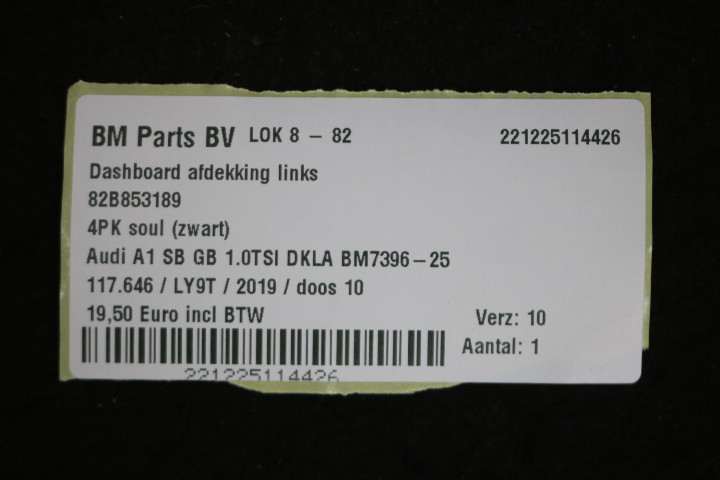 BM Parts BV LOK 8 – 82 221225114426
Dashboard afdekking links
82B853189
4PK soul (zwart)
Audi A1 SB GB 1.0TSI DKLA BM7396–25
117.646 / LY9T / 2019 / doos 10
19,50 Euro incl BTW Verz: 10
Aantal: 1
221225114426